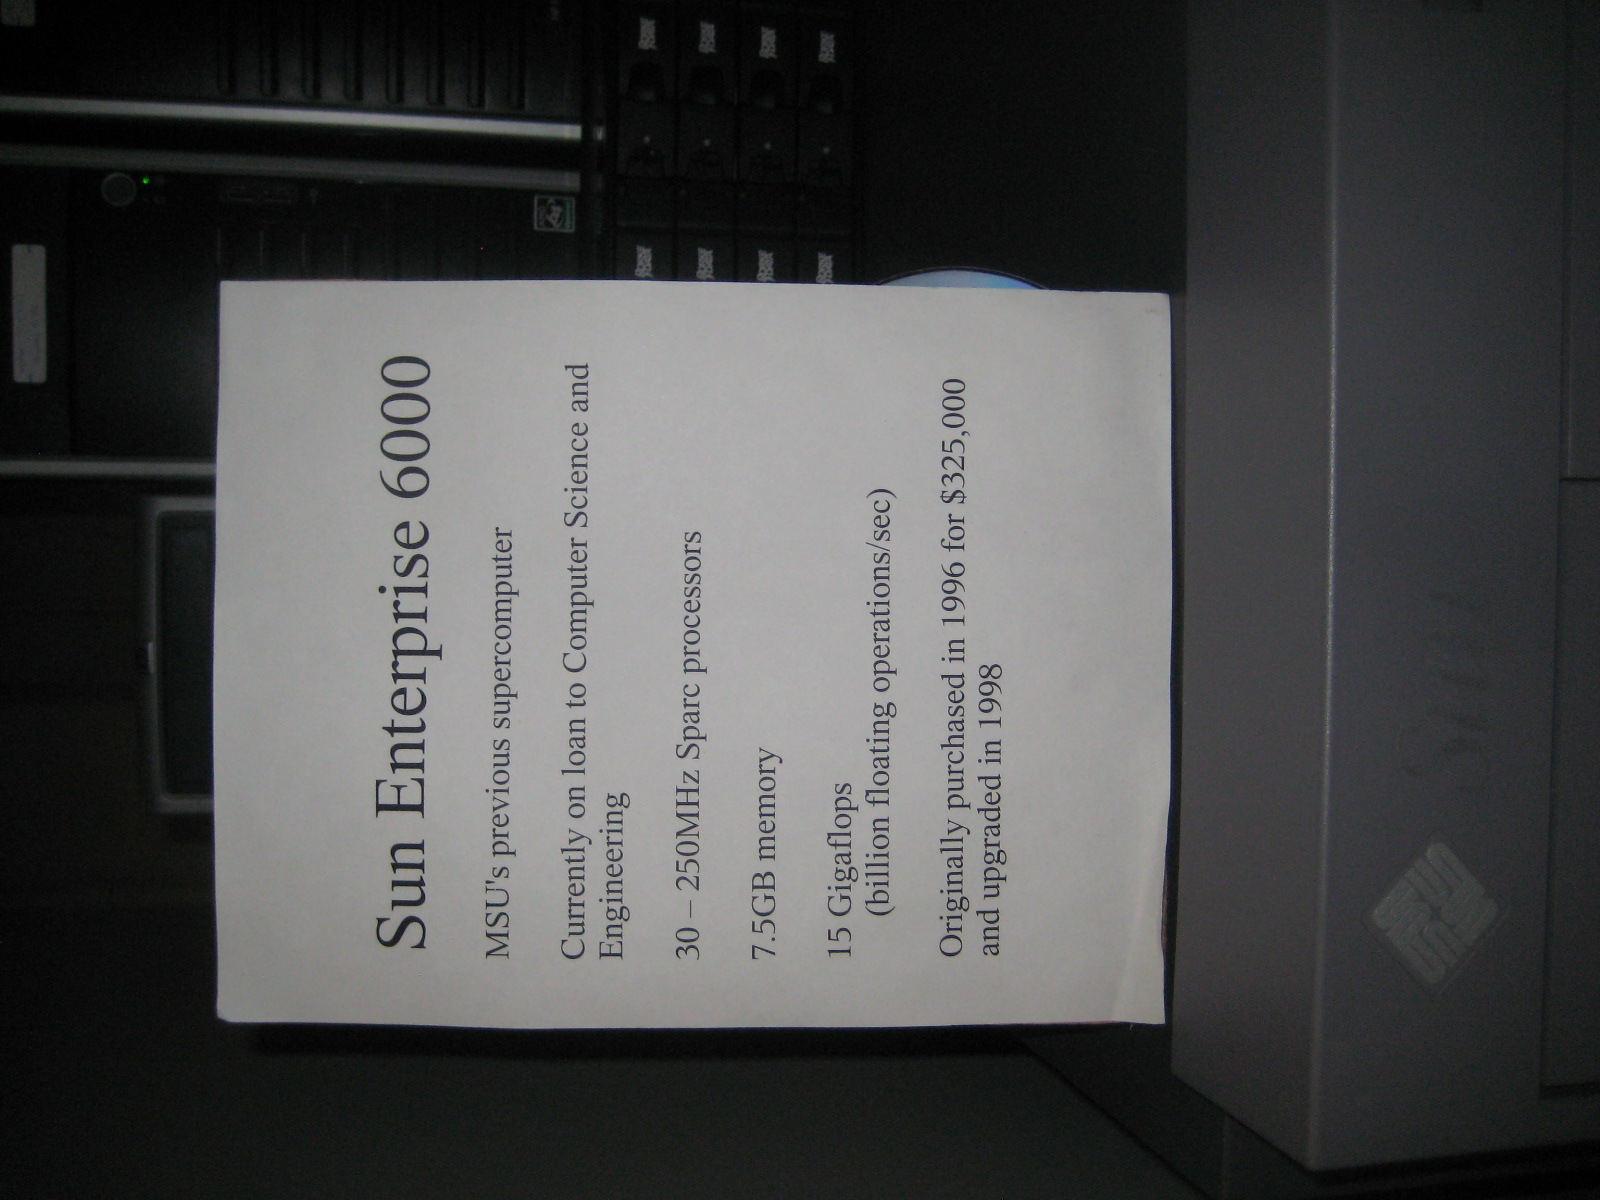 Sun Enterprise 6000
MSU's previous supercomputer
Currently on loan to Computer Science and
Engineering
30 – 250MHz Sparc processors
7.5GB memory
15 Gigaflops
(billion floating operations/sec)
Originally purchased in 1996 for $325,000
and upgraded in 1998
AMD
Sun